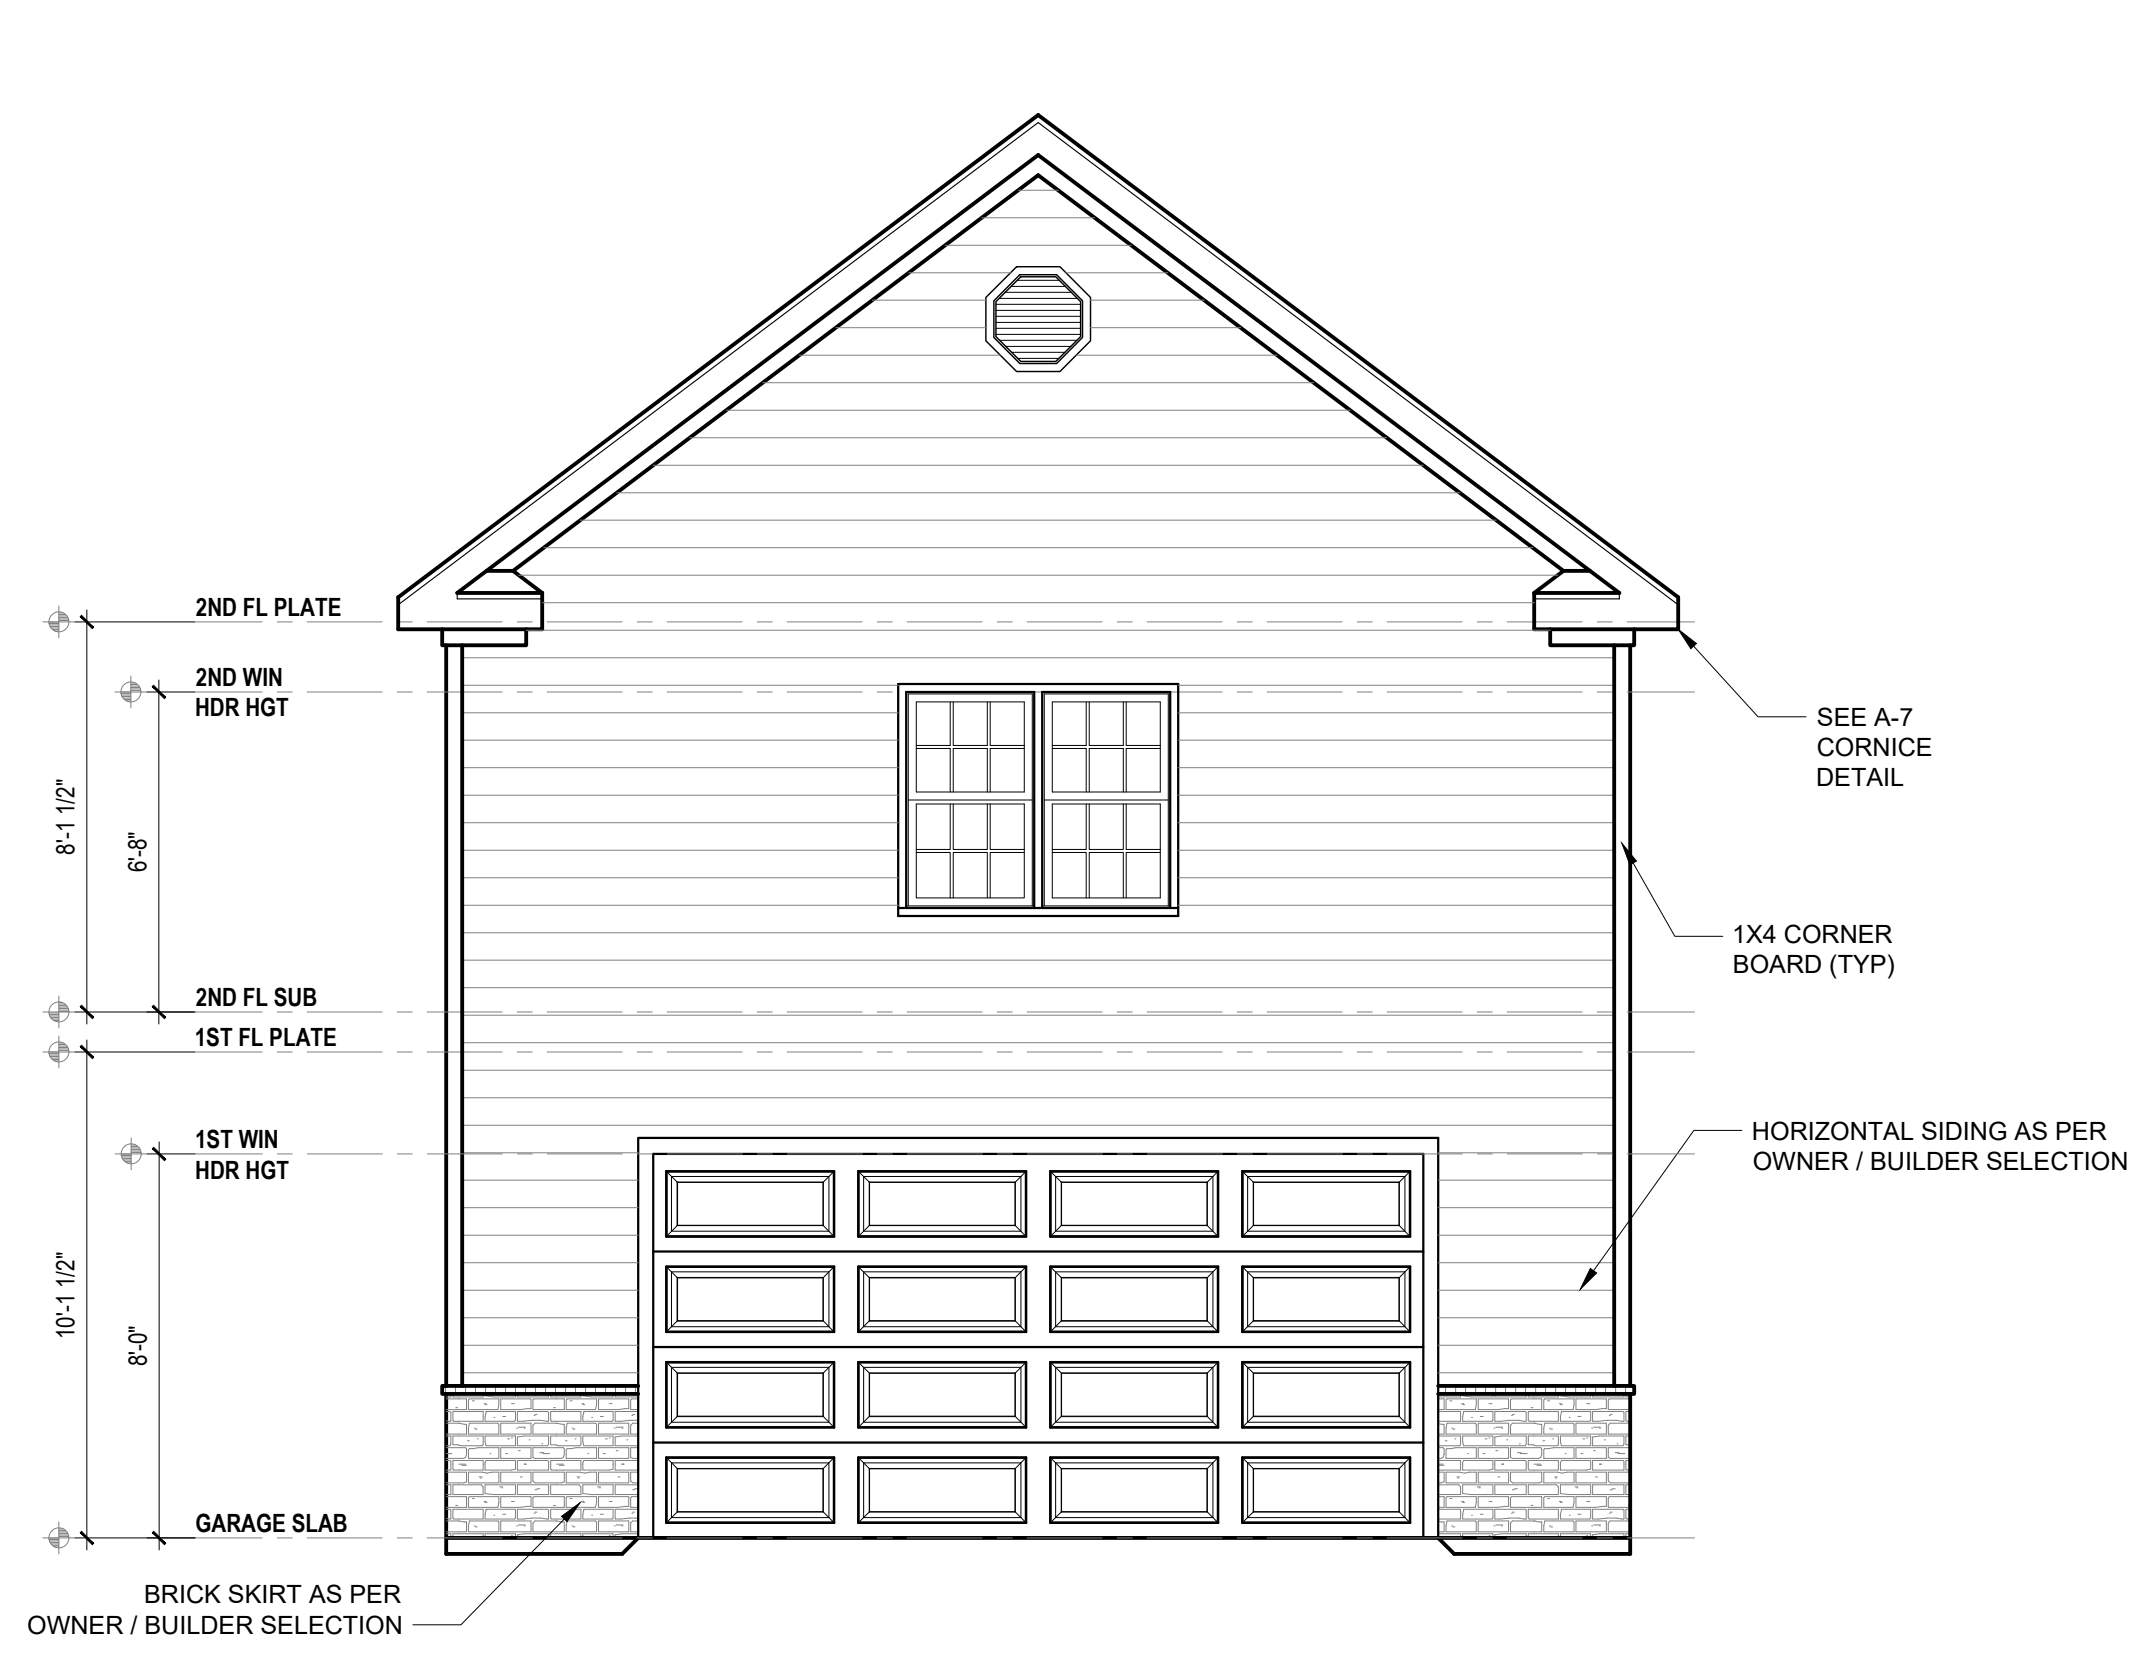 2ND FL PLATE
2ND WIN
HDR HGT
SEE A-7
CORNICE
DETAIL
8'-1 1/2"
6'-8"
1X4 CORNER
BOARD (TYP)
2ND FL SUB
1ST FL PLATE
1ST WIN
HDR HGT
HORIZONTAL SIDING AS PER
OWNER / BUILDER SELECTION
10'-1 1/2"
8'-0"
GARAGE SLAB
BRICK SKIRT AS PER
OWNER / BUILDER SELECTION